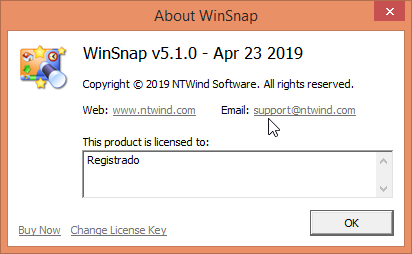 About WinSnap
WinSnap v5.1.0 - Apr 23 2019
Copyright © 2019 NTWind Software. All rights reserved.
Web: www.ntwind.com Email: support@ntwind.com
This product is licensed to:
Registrado
Buy Now Change License Key OK